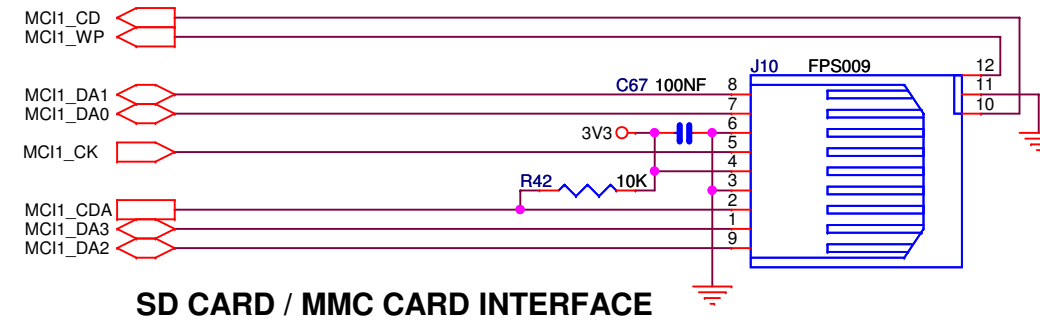 MCI1_CD
MCI1_WP
J10 FPS009
12
C67 100NF 8
11
MCI1_DA1
7
10
MCI1_DA0
6
3V3
5
MCI1_CK
4
R42 10K 3
2
MCI1_CDA
1
MCI1_DA3
9
MCI1_DA2
SD CARD / MMC CARD INTERFACE